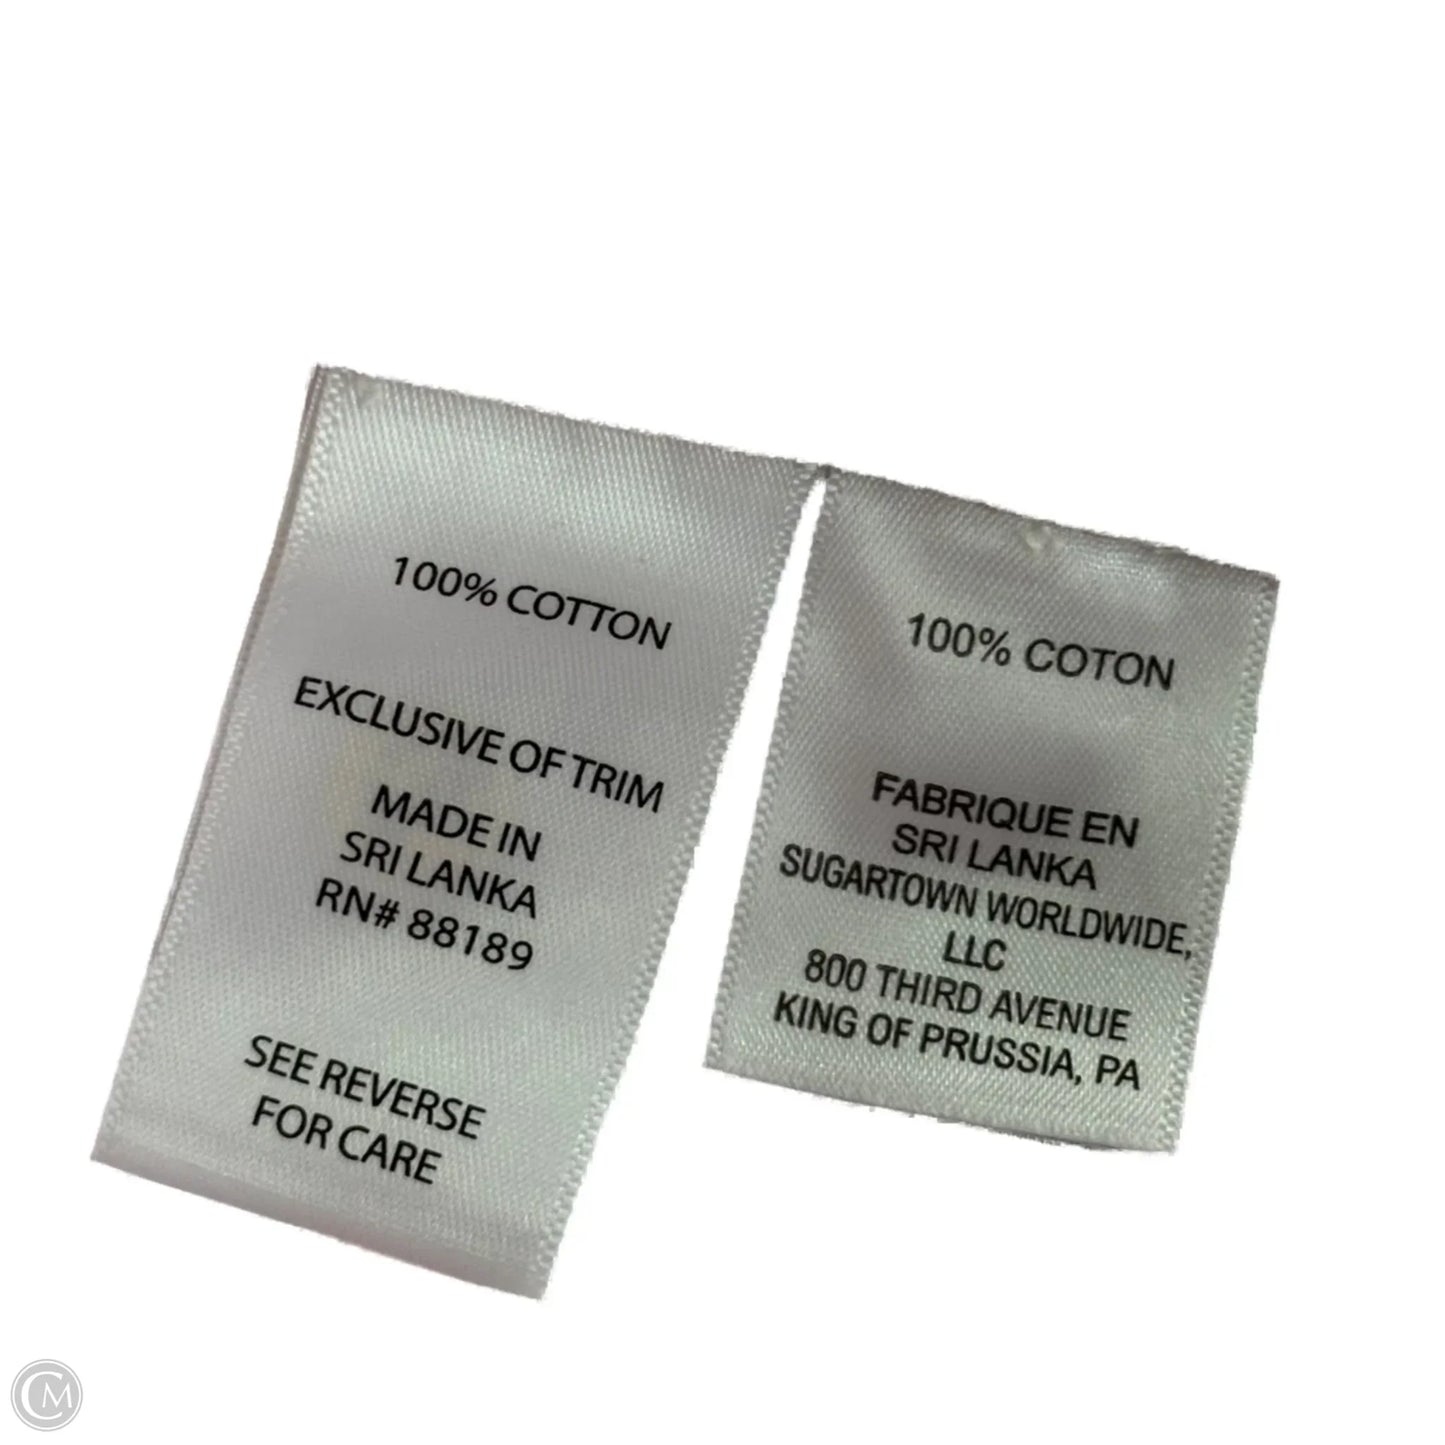 100% COTTON
EXCLUSIVE OF TRIM
MADE IN
SRI LANKA
RN# 88189
SEE REVERSE
FOR CARE
100% COTON
FABRIQUE EN
SRI LANKA
SUGARTOWN WORLDWIDE,
LLC
800 THIRD AVENUE
KING OF PRUSSIA, PA
CM